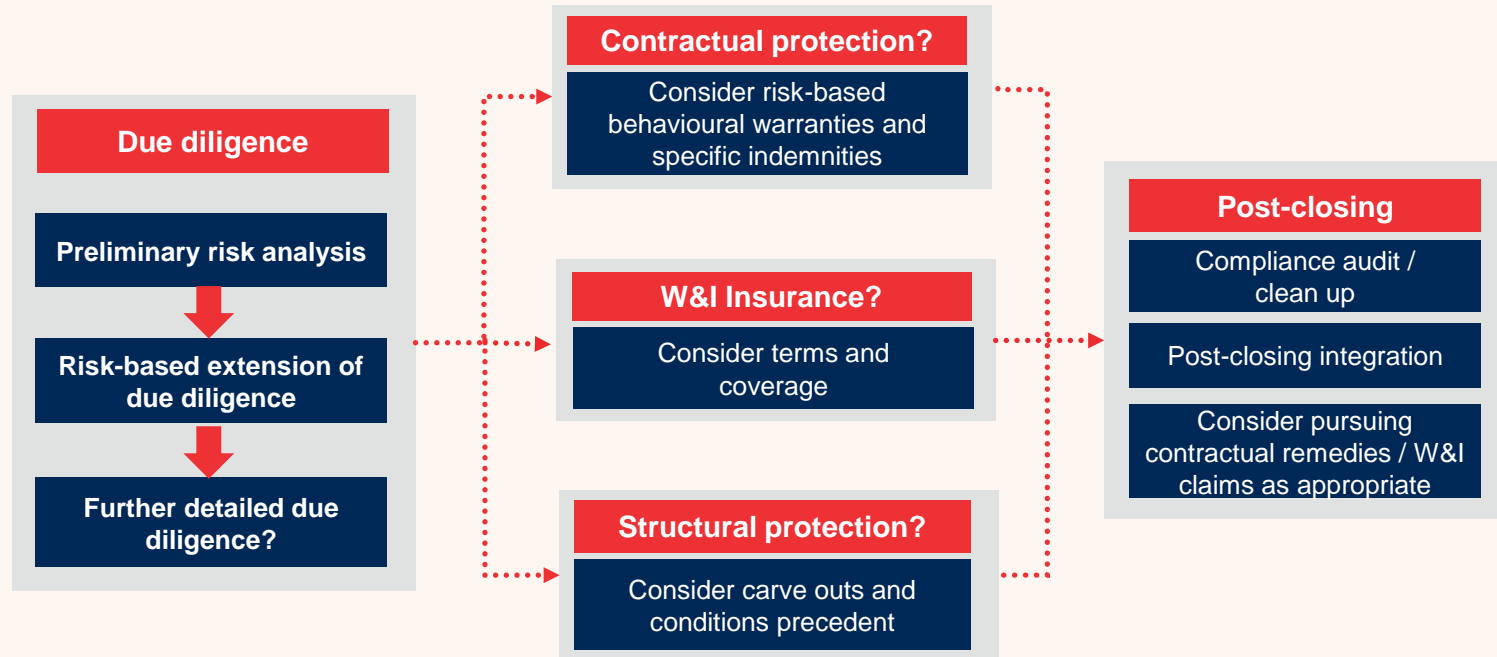 Due diligence
Preliminary risk analysis
Risk-based extension of
due diligence
Further detailed due
diligence?
Contractual protection?
Consider risk-based
behavioural warranties and
specific indemnities
W&I Insurance?
Consider terms and
coverage
Structural protection?
Consider carve outs and
conditions precedent
Post-closing
Compliance audit /
clean up
Post-closing integration
Consider pursuing
contractual remedies / W&I
claims as appropriate